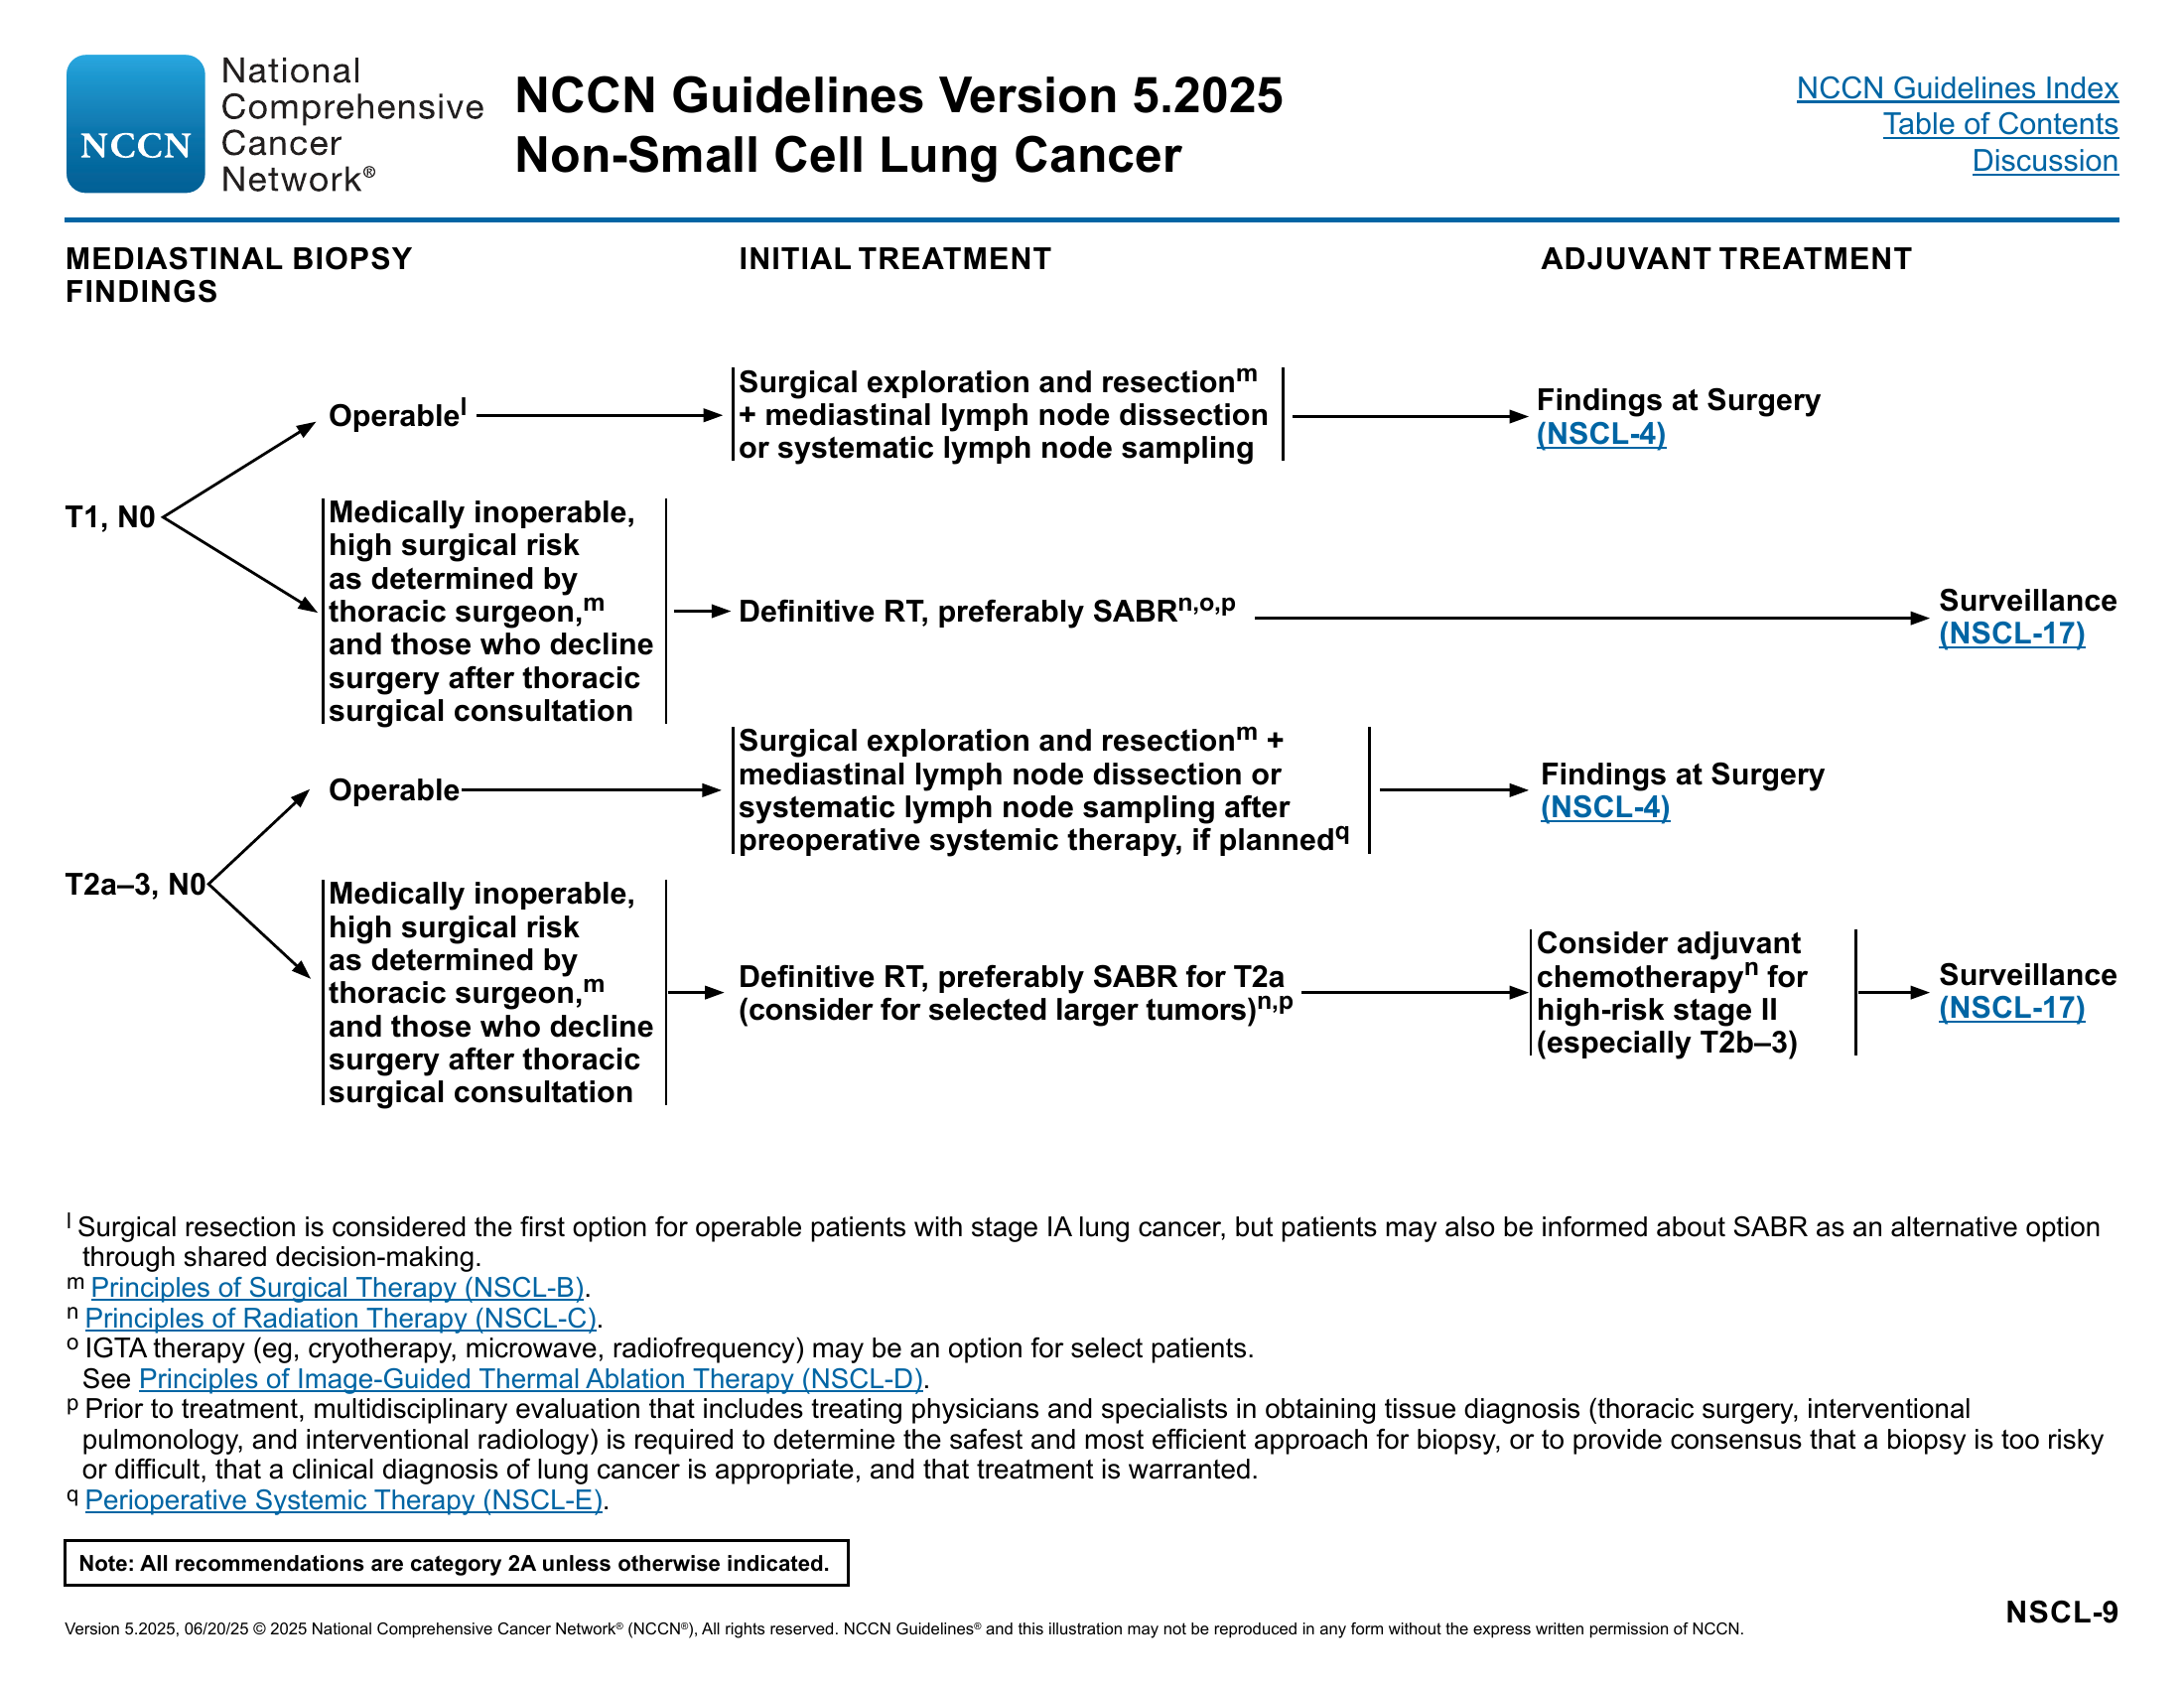 NCCN
National
Comprehensive
Cancer
Network®
NCCN Guidelines Version 5.2025
Non-Small Cell Lung Cancer
NCCN Guidelines Index
Table of Contents
Discussion
MEDIASTINAL BIOPSY
FINDINGS
INITIAL TREATMENT
ADJUVANT TREATMENT
T1, N0
Operablel
Surgical exploration and resectionm
+ mediastinal lymph node dissection
or systematic lymph node sampling
Findings at Surgery
(NSCL-4)
Medically inoperable,
high surgical risk
as determined by
thoracic surgeon,m
and those who decline
surgery after thoracic
surgical consultation
Definitive RT, preferably SABRn,o,p
Surveillance
(NSCL-17)
T2a–3, N0
Operable
Surgical exploration and resectionm +
mediastinal lymph node dissection or
systematic lymph node sampling after
preoperative systemic therapy, if plannedq
Findings at Surgery
(NSCL-4)
Medically inoperable,
high surgical risk
as determined by
thoracic surgeon,m
and those who decline
surgery after thoracic
surgical consultation
Definitive RT, preferably SABR for T2a
(consider for selected larger tumors)n,p
Consider adjuvant
chemotherapyn for
high-risk stage II
(especially T2b–3)
Surveillance
(NSCL-17)
l Surgical resection is considered the first option for operable patients with stage IA lung cancer, but patients may also be informed about SABR as an alternative option
through shared decision-making.
m Principles of Surgical Therapy (NSCL-B).
n Principles of Radiation Therapy (NSCL-C).
o IGTA therapy (eg, cryotherapy, microwave, radiofrequency) may be an option for select patients.
See Principles of Image-Guided Thermal Ablation Therapy (NSCL-D).
p Prior to treatment, multidisciplinary evaluation that includes treating physicians and specialists in obtaining tissue diagnosis (thoracic surgery, interventional
pulmonology, and interventional radiology) is required to determine the safest and most efficient approach for biopsy, or to provide consensus that a biopsy is too risky
or difficult, that a clinical diagnosis of lung cancer is appropriate, and that treatment is warranted.
q Perioperative Systemic Therapy (NSCL-E).
Note: All recommendations are category 2A unless otherwise indicated.
NSCL-9
Version 5.2025, 06/20/25 © 2025 National Comprehensive Cancer Network® (NCCN®), All rights reserved. NCCN Guidelines® and this illustration may not be reproduced in any form without the express written permission of NCCN.